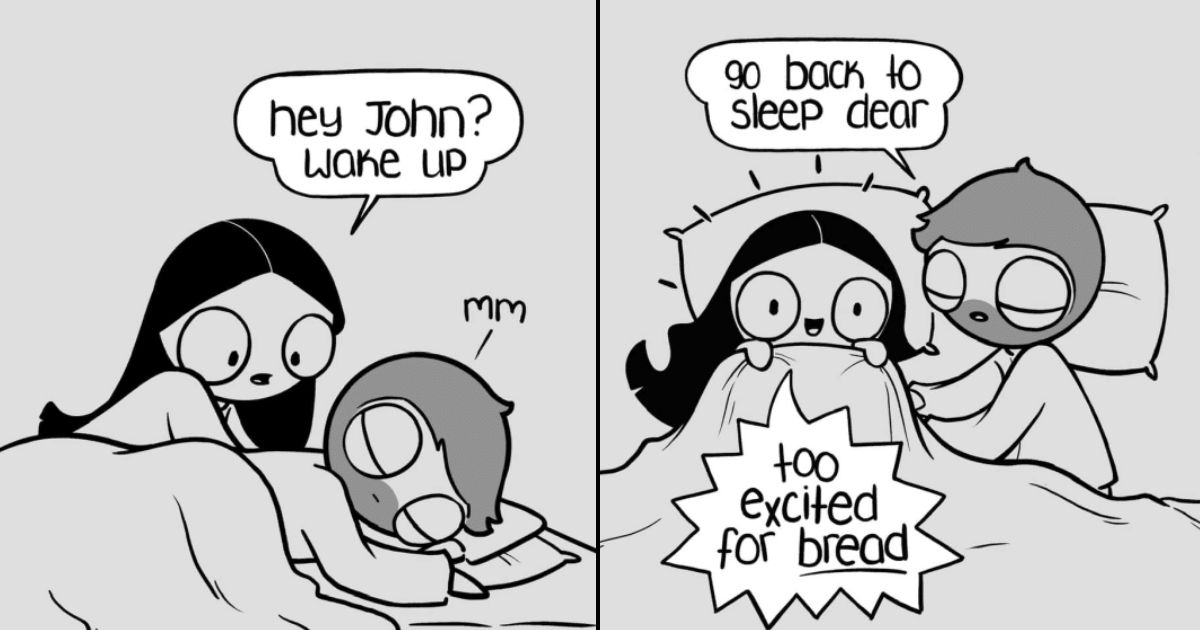 hey John?
wake up
mm
go back to
sleep dear
too
excited
for bread